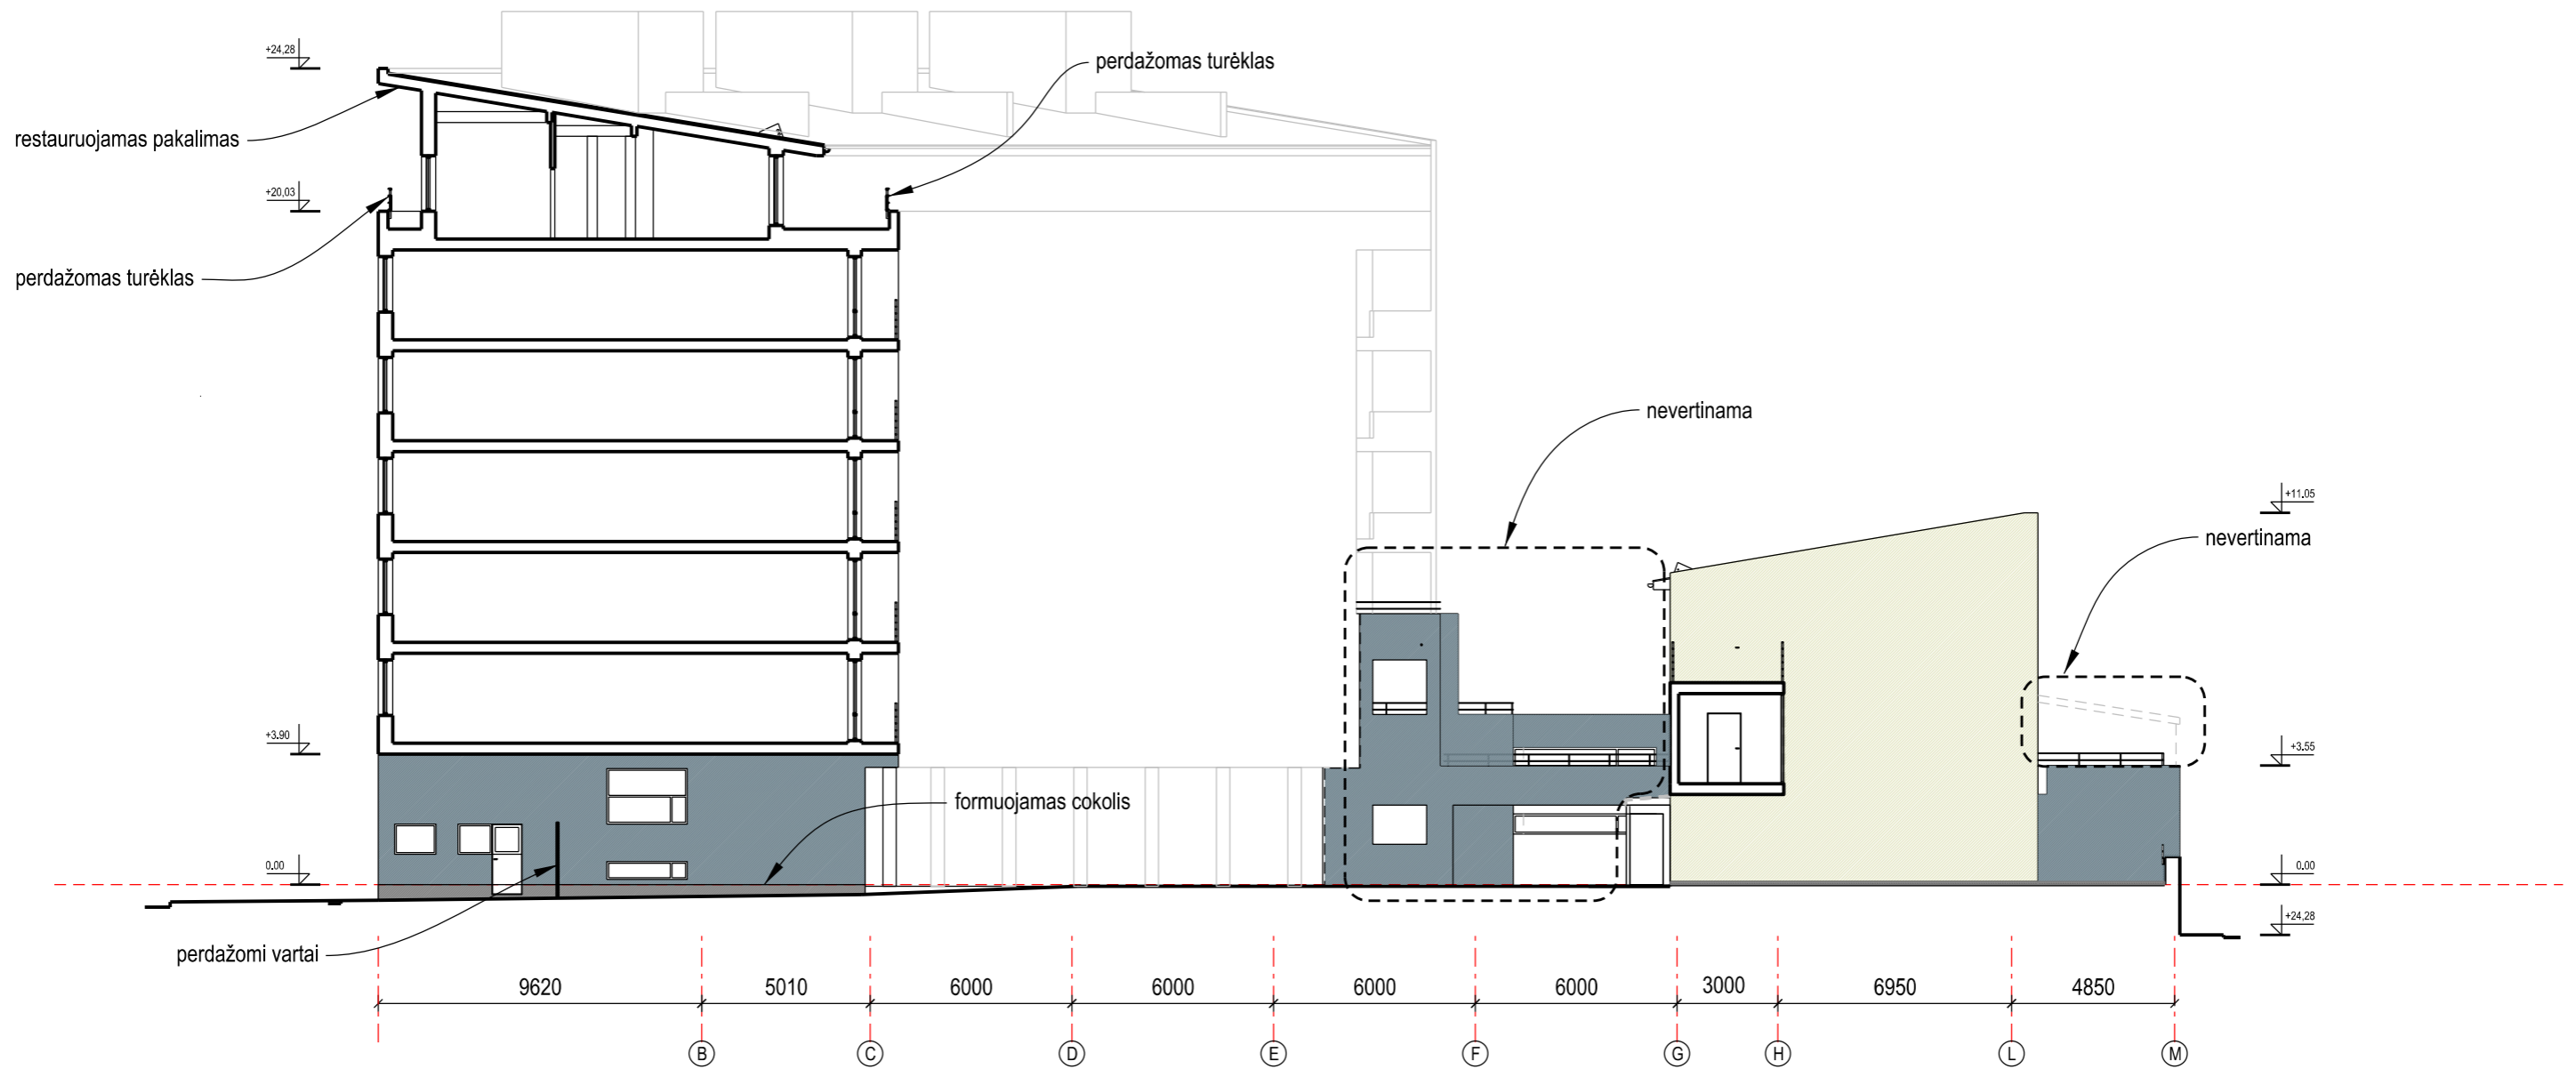 +24,28
perdažomas turėklas
restauruojamas pakalimas
+20,03
perdažomas turėklas
nevertinama
+11.05
nevertinama
+3.90
+3.55
formuojamas cokolis
0.00
0.00
+24,28
perdažomi vartai
9620 5010 6000 6000 6000 6000 3000 6950 4850
B C D E F G H L M